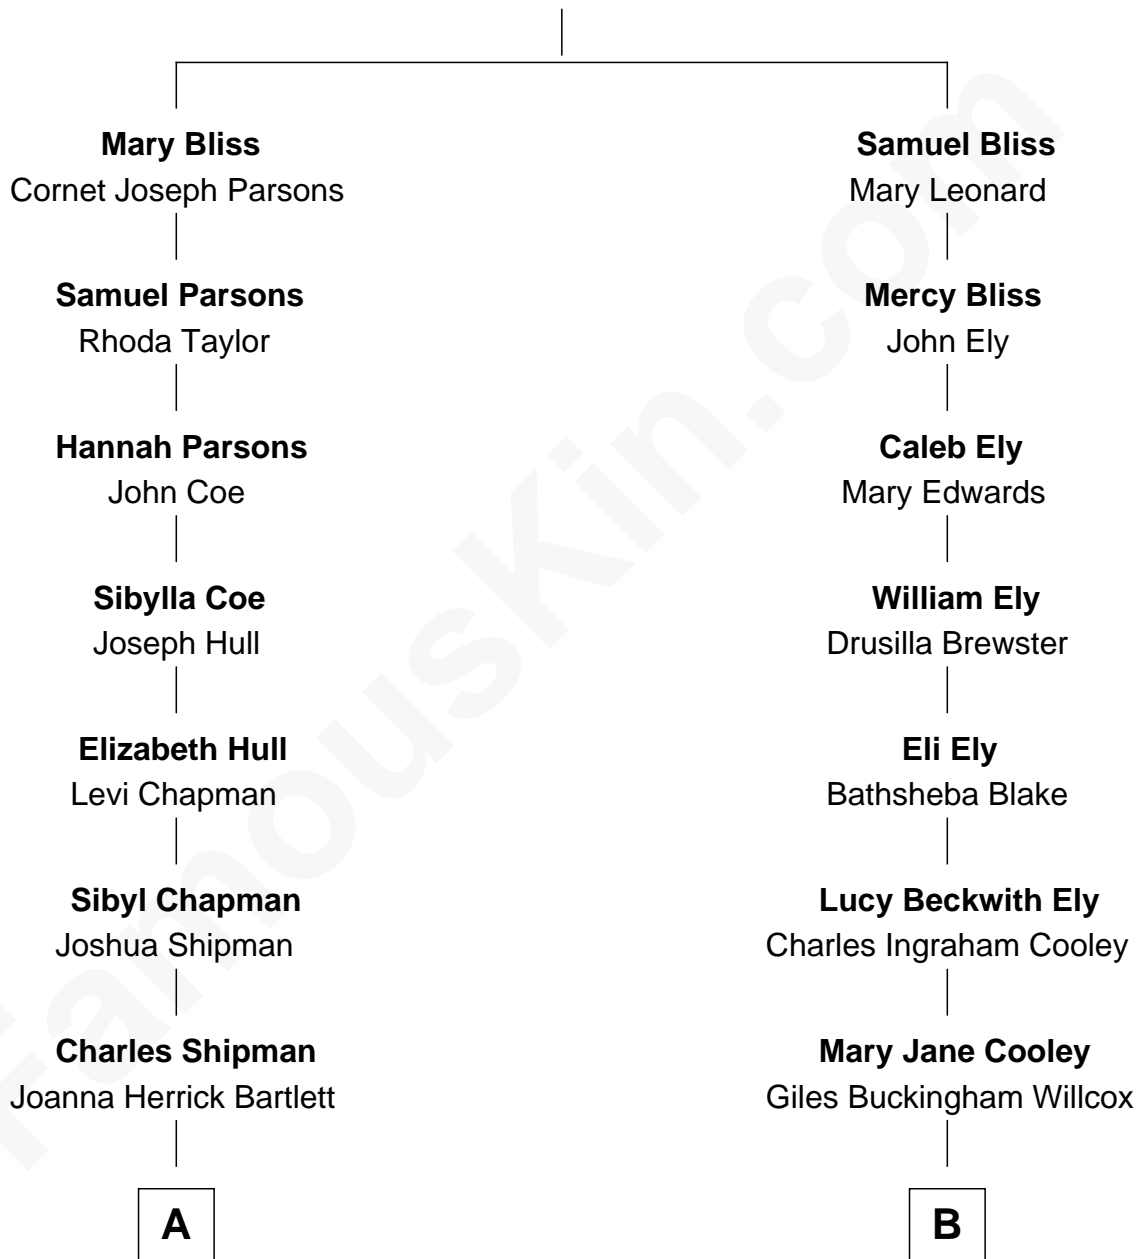 Mary Bliss
Cornet Joseph Parsons
Samuel Parsons
Rhoda Taylor
Hannah Parsons
John Coe
Sibylla Coe
Joseph Hull
Elizabeth Hull
Levi Chapman
Sibyl Chapman
Joshua Shipman
Charles Shipman
Joanna Herrick Bartlett
A
Samuel Bliss
Mary Leonard
Mercy Bliss
John Ely
Caleb Ely
Mary Edwards
William Ely
Drusilla Brewster
Eli Ely
Bathsheba Blake
Lucy Beckwith Ely
Charles Ingraham Cooley
Mary Jane Cooley
Giles Buckingham Willcox
B
FamousKin.com